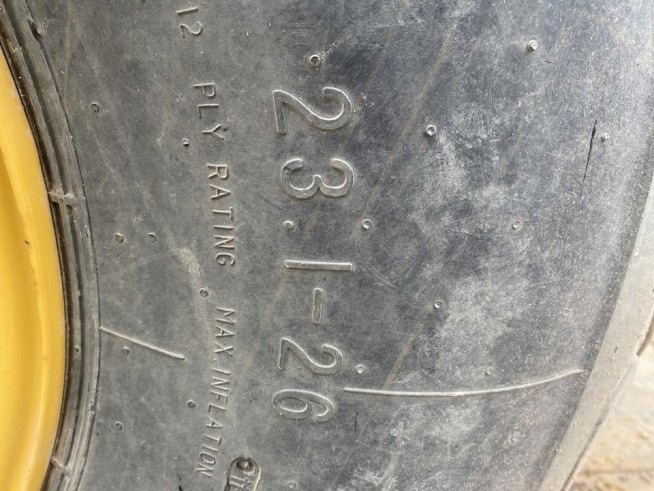 23.1-26
12 PLY RATING MAX INFLATION